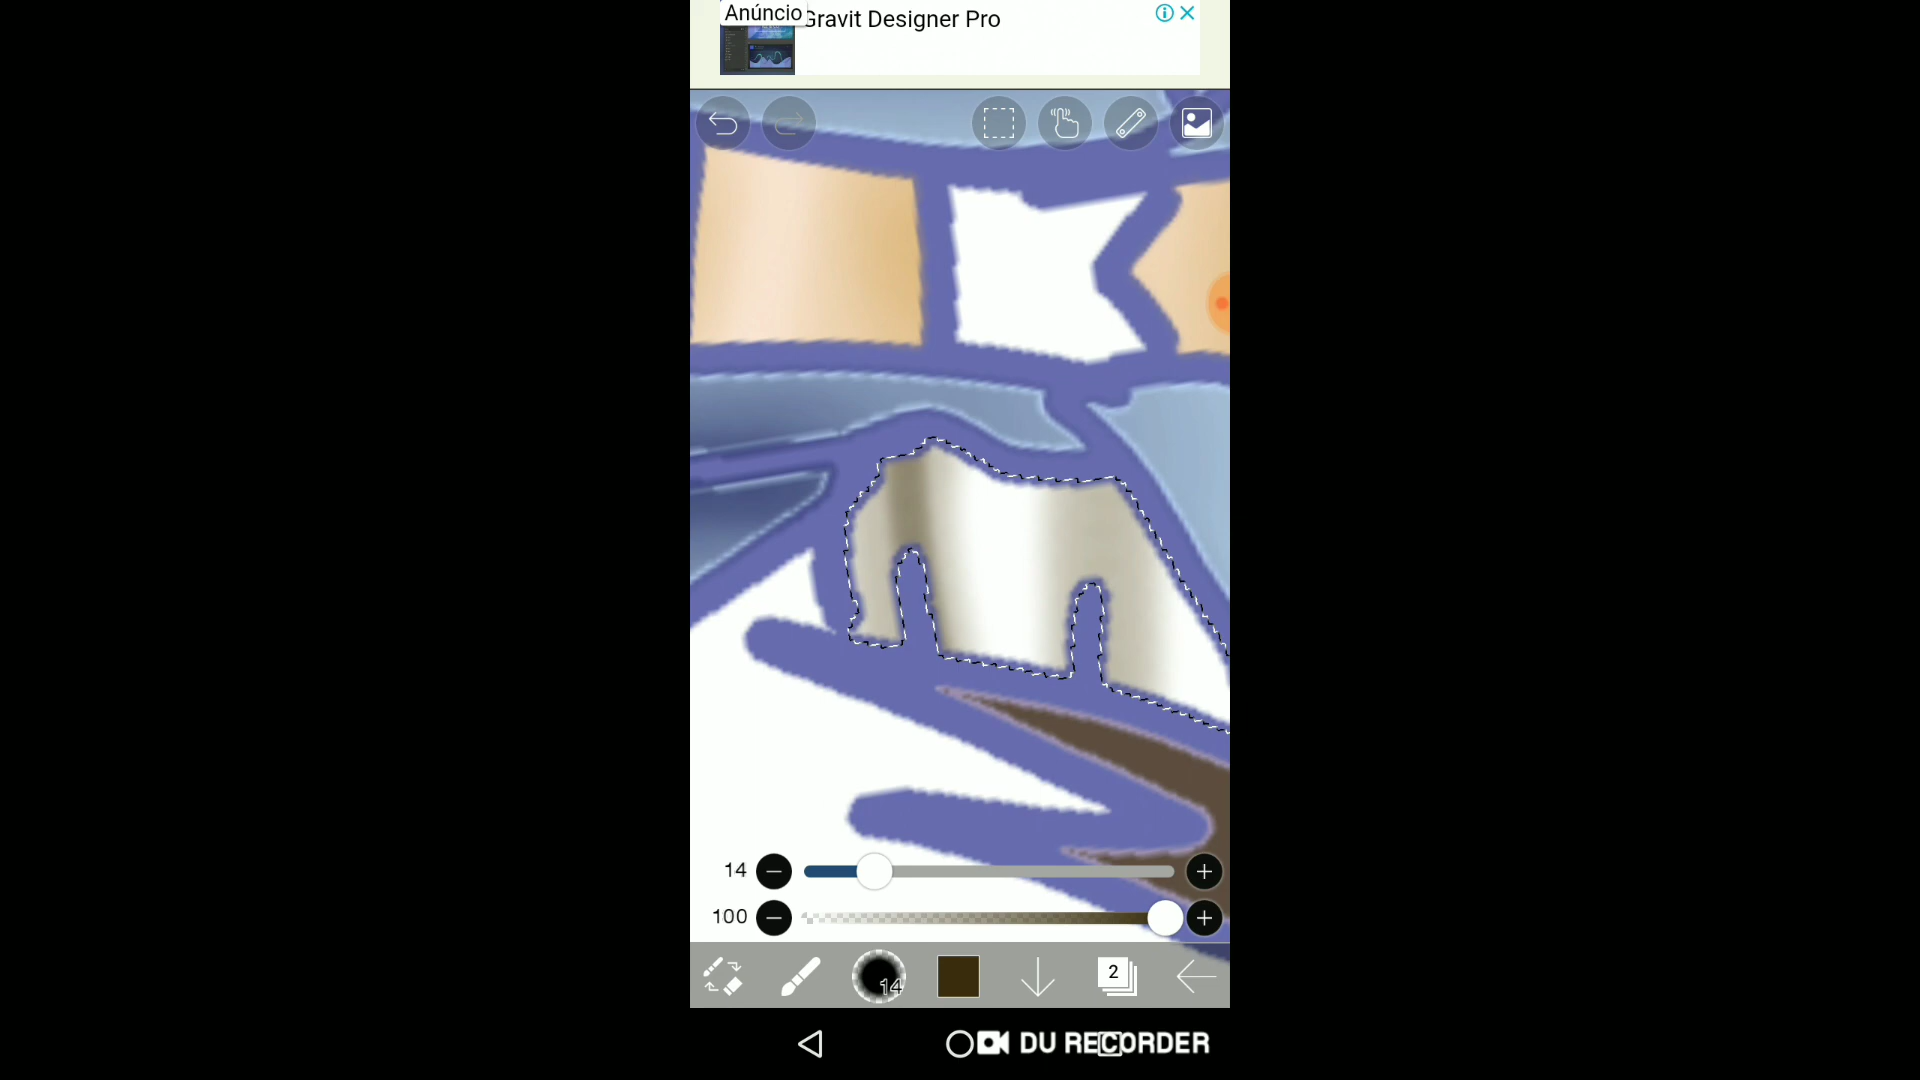 Anúncio
Gravit Designer Pro
14
100
14
2
DU RECORDER